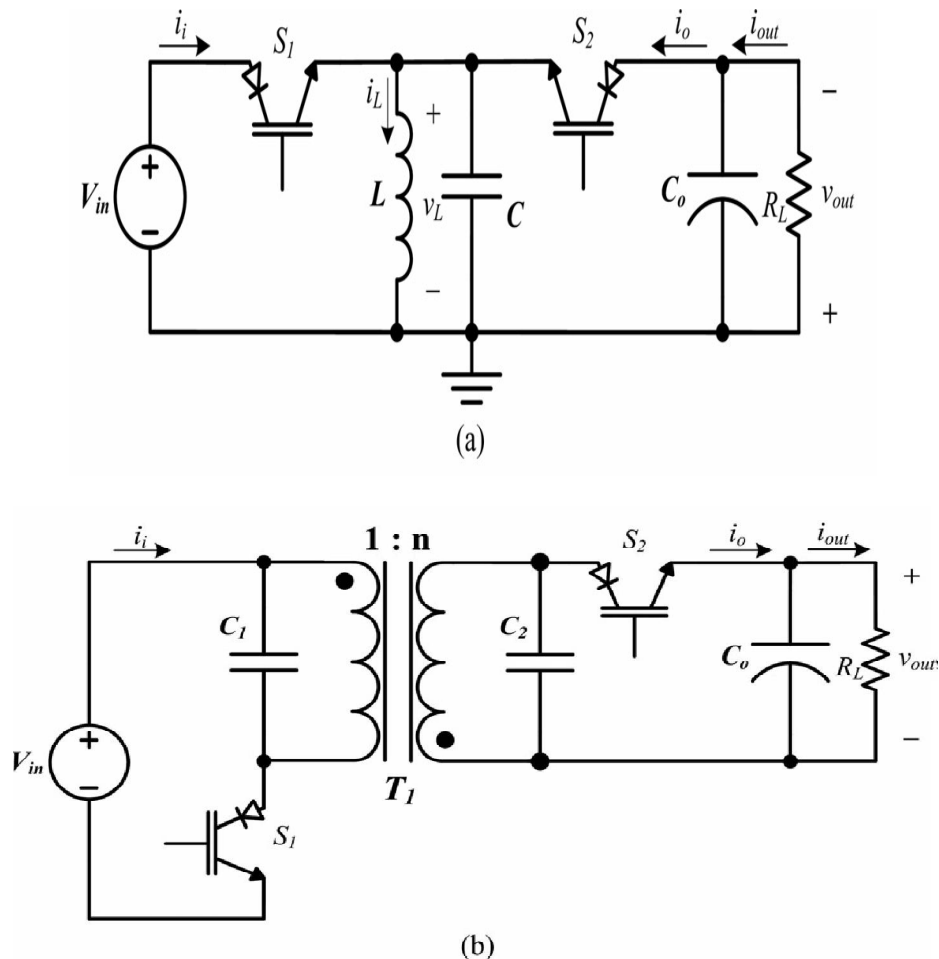 i_i S_1 S_2 i_o i_out
i_L + −
V_in + − L v_L C C_o R_L v_out
− +
(a)
i_i 1 : n S_2 i_o i_out
+
C_1 C_2 C_o R_L v_outs
V_in + − T_1 −
S_1
(b)